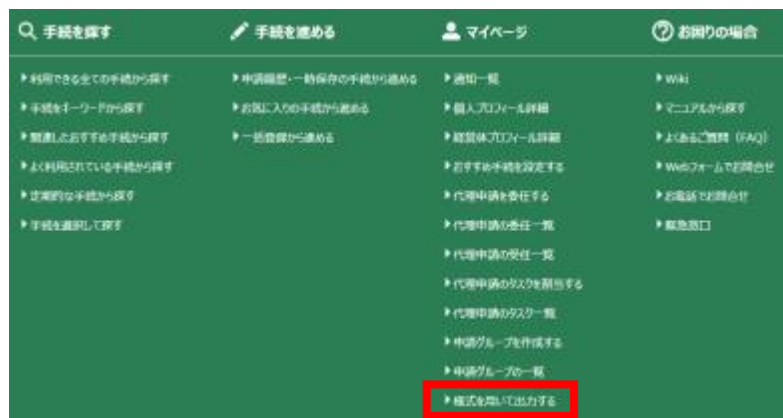 手続を探す
利用できる全ての手続から探す
手続をキーワードから探す
関連したおすすめ手続から探す
よく利用されている手続から探す
定期的な手続から探す
手続を選択して探す
手続を進める
申請履歴・一時保存の手続から進める
お気に入りの手続から進める
一括登録から進める
マイページ
通知一覧
個人プロフィール詳細
経営体プロフィール詳細
おすすめ手続を設定する
代理申請を委任する
代理申請の委任一覧
代理申請の受任一覧
代理申請のタスクを割当する
代理申請のタスク一覧
申請グループを作成する
申請グループの一覧
様式を用いて出力する
お困りの場合
Wiki
マニュアルから探す
よくあるご質問（FAQ）
Webフォームでお問合せ
お電話でお問合せ
緊急窓口